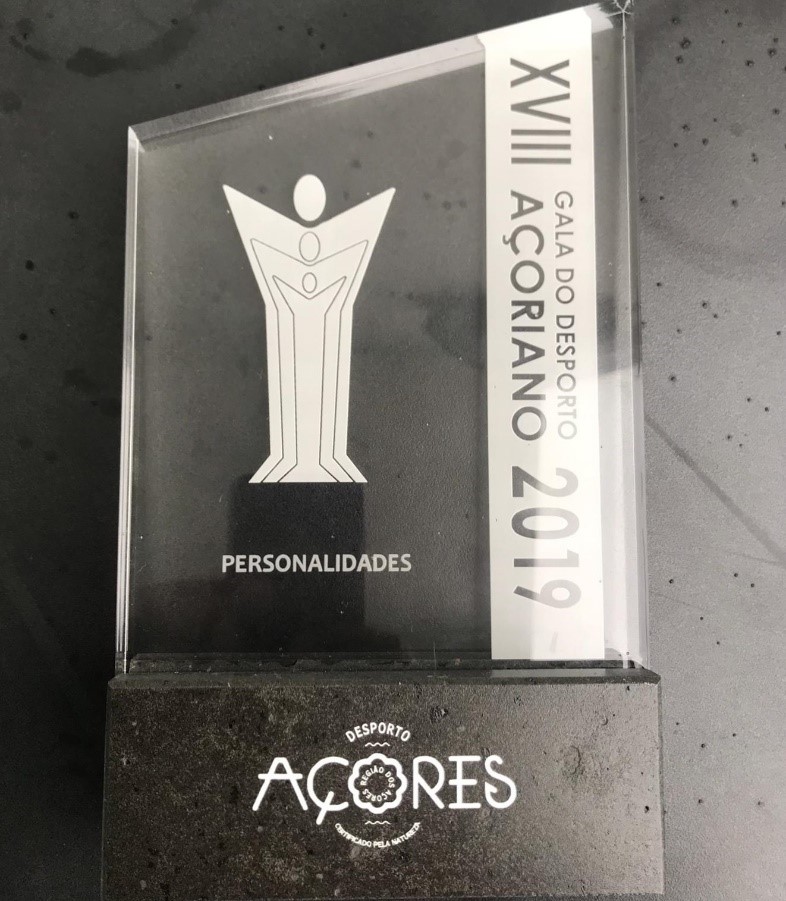 XVIII
GALA DO DESPORTO
AÇORIANO
2019
PERSONALIDADES
DESPORTO
AÇORES
REGIÃO DOS AÇORES
CERTIFICADO PELA NATUREZA